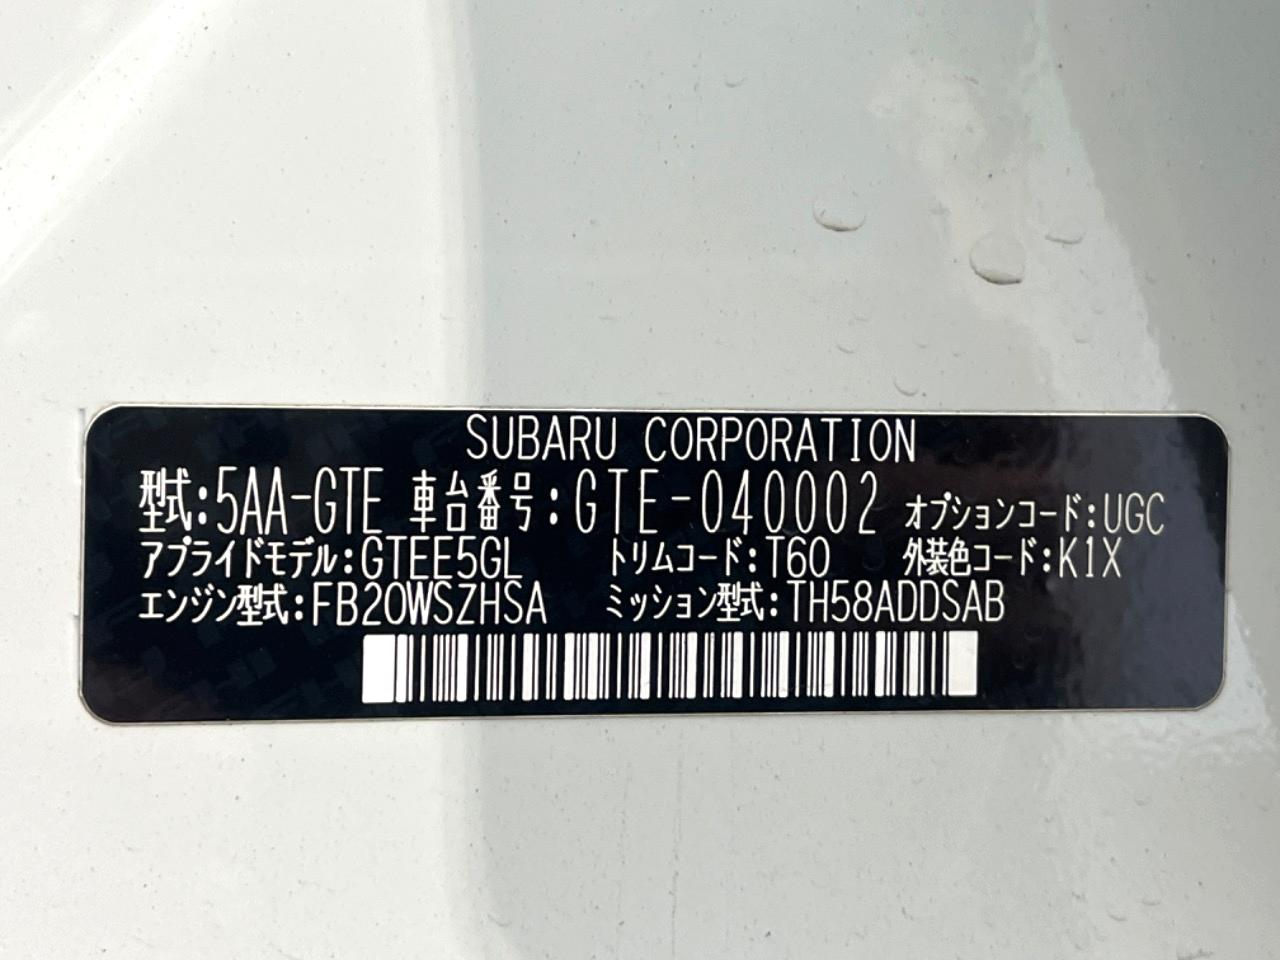 SUBARU CORPORATION
型式:5AA-GTE 車台番号:GTE-040002 オプションコード:UGC
アプライドモデル:GTEE5GL トリムコード:T60 外装色コード:K1X
エンジン型式:FB20WSZHSA ミッション型式:TH58ADDSAB